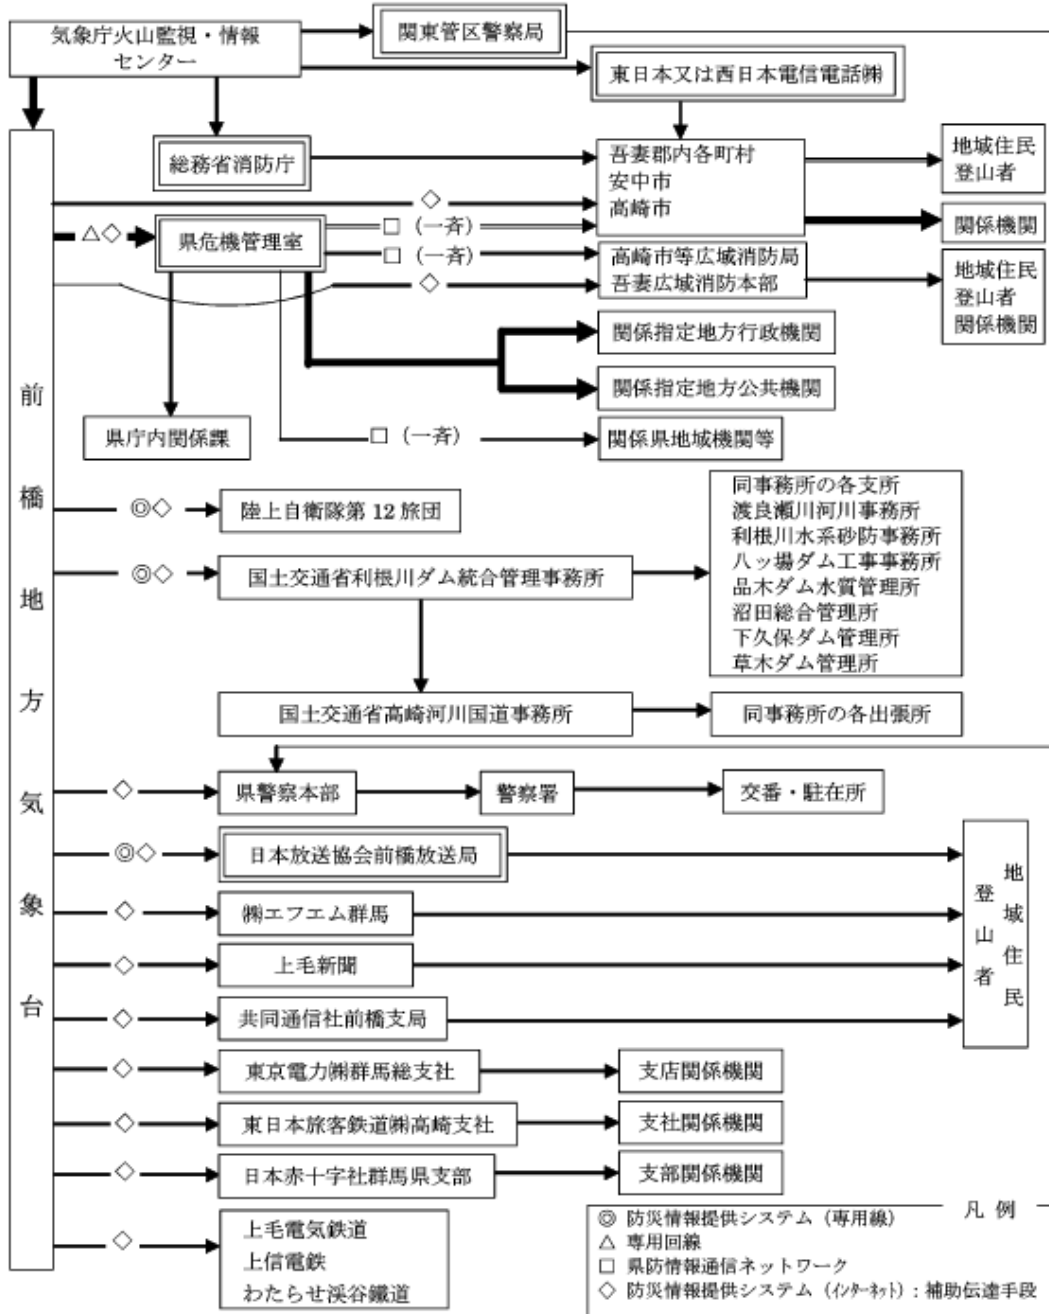 気象庁火山監視・情報
センター
関東管区警察局
東日本又は西日本電信電話㈱
総務省消防庁
吾妻郡内各町村
安中市
高崎市
地域住民
登山者
関係機関
◇
□（一斉）
△◇
県危機管理室
□（一斉）
高崎市等広域消防局
吾妻広域消防本部
◇
地域住民
登山者
関係機関
関係指定地方行政機関
関係指定地方公共機関
県庁内関係課
□（一斉）
関係県地域機関等
前橋地方気象台
◎◇
陸上自衛隊第 12 旅団
◎◇
国土交通省利根川ダム統合管理事務所
同事務所の各支所
渡良瀬川河川事務所
利根川水系砂防事務所
八ッ場ダム工事事務所
品木ダム水質管理所
沼田総合管理所
下久保ダム管理所
草木ダム管理所
国土交通省高崎河川国道事務所
同事務所の各出張所
◇
県警察本部
警察署
交番・駐在所
◎◇
日本放送協会前橋放送局
地域住民
登山者
◇
㈱エフエム群馬
◇
上毛新聞
◇
共同通信社前橋支局
◇
東京電力㈱群馬総支社
支店関係機関
◇
東日本旅客鉄道㈱高崎支社
支社関係機関
◇
日本赤十字社群馬県支部
支部関係機関
◇
上毛電気鉄道
上信電鉄
わたらせ渓谷鐵道
凡 例
◎ 防災情報提供システム（専用線）
△ 専用回線
□ 県防情報通信ネットワーク
◇ 防災情報提供システム（ｲﾝﾀｰﾈｯﾄ）：補助伝達手段